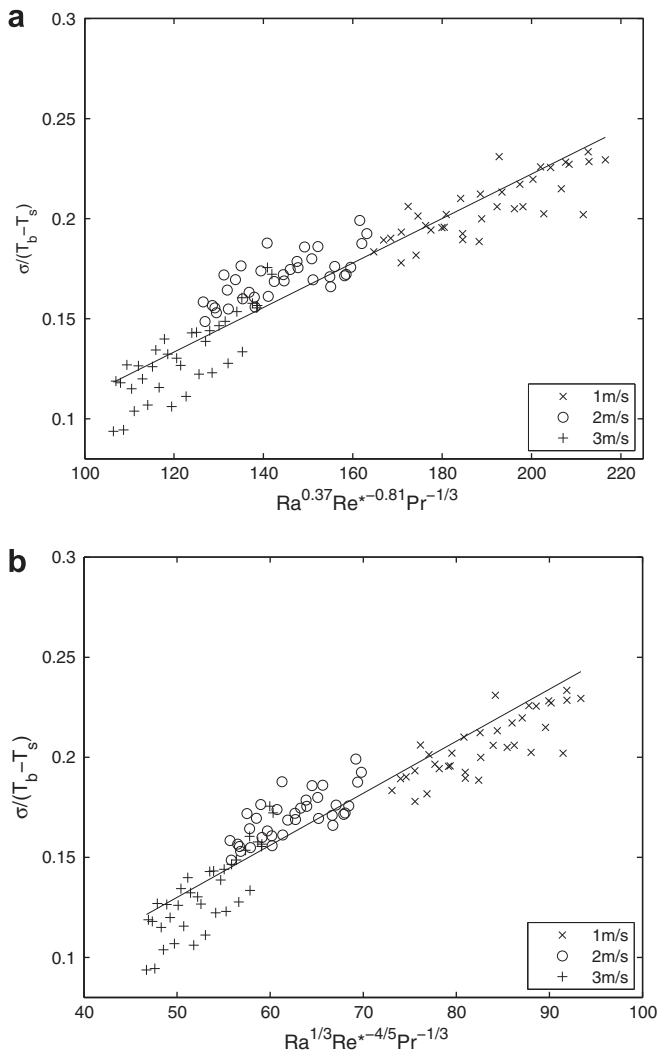 a
0.3
0.25
0.2
0.15
0.1
σ/(T_b−T_s)
100 120 140 160 180 200 220
Ra^0.37Re*^−0.81Pr^−1/3
× 1m/s
○ 2m/s
+ 3m/s
b
0.3
0.25
0.2
0.15
0.1
σ/(T_b−T_s)
40 50 60 70 80 90 100
Ra^1/3Re*^−4/5Pr^−1/3
× 1m/s
○ 2m/s
+ 3m/s